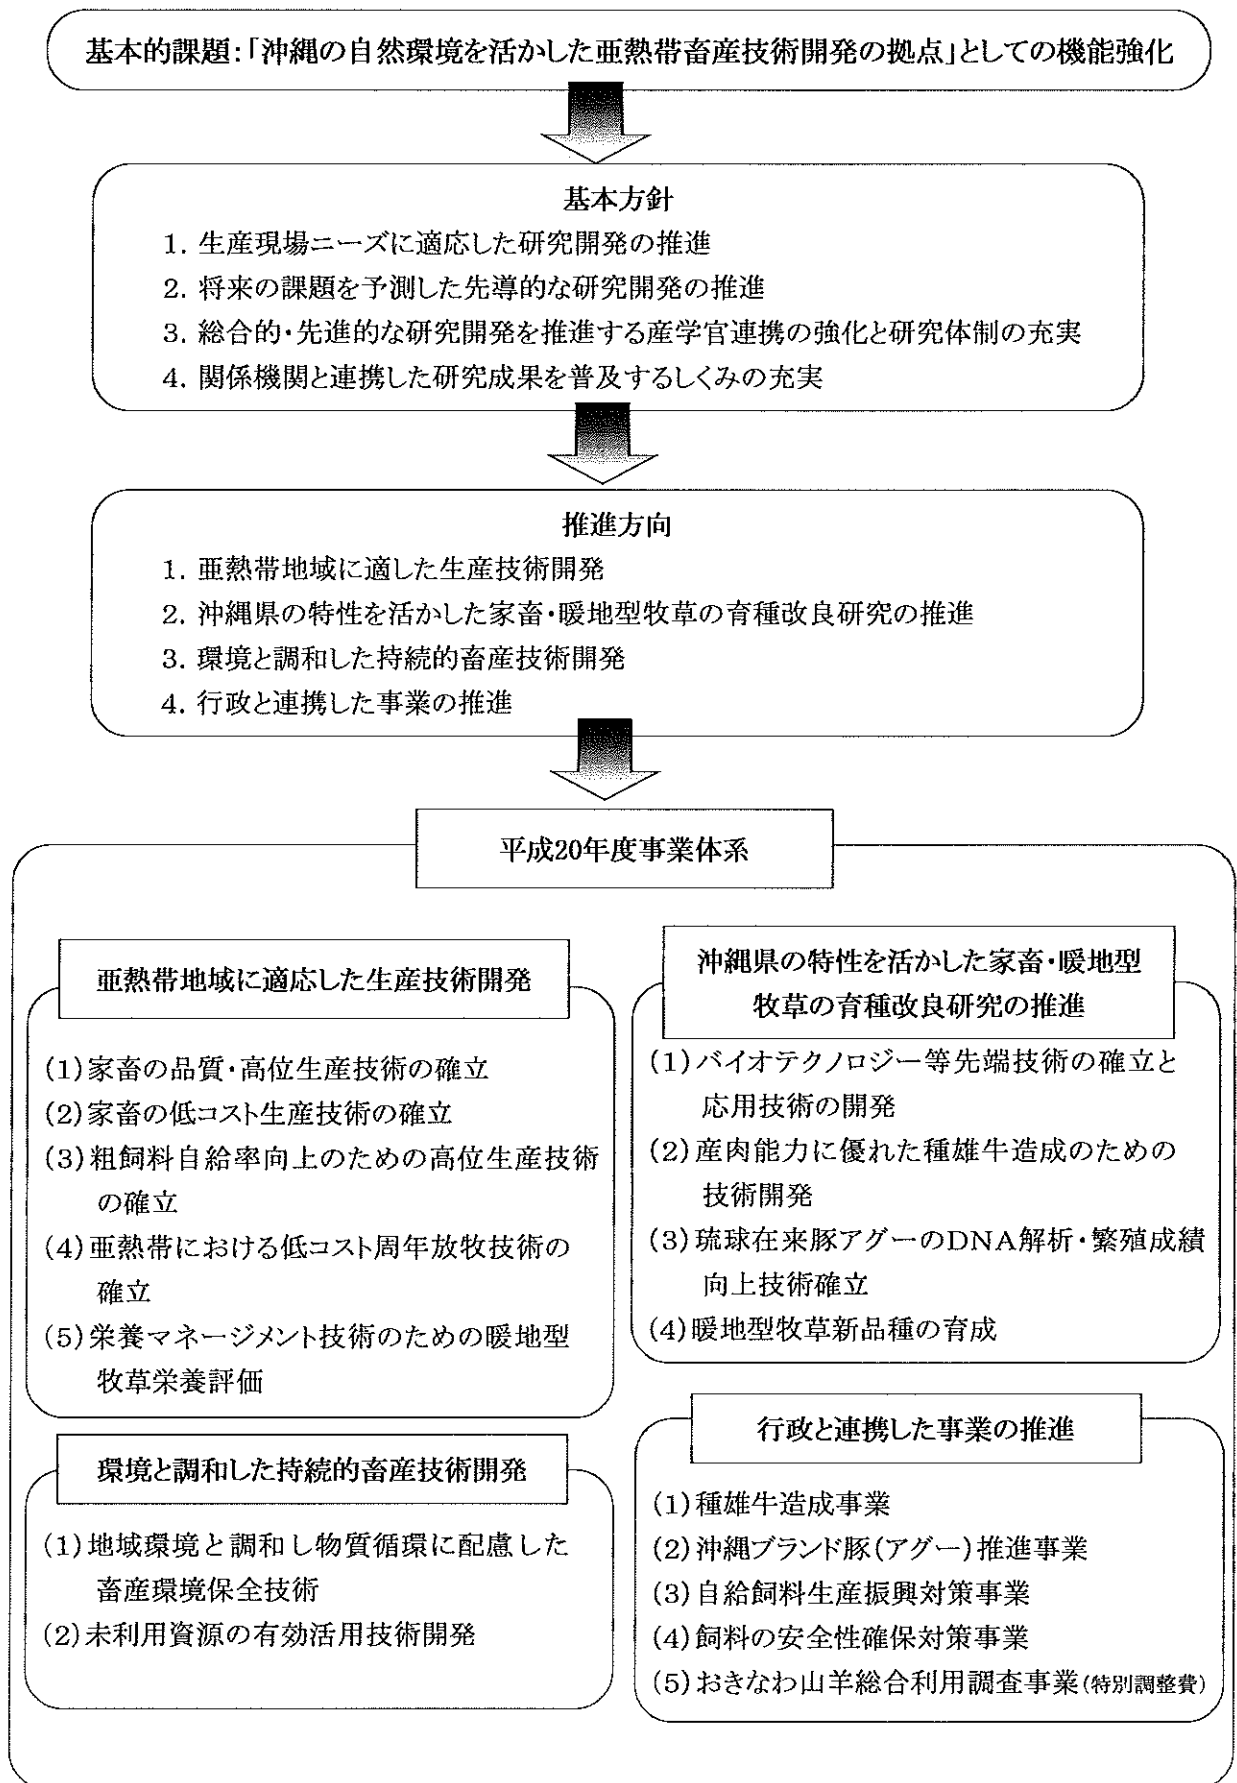 基本的課題：「沖縄の自然環境を活かした亜熱帯畜産技術開発の拠点」としての機能強化
基本方針
1. 生産現場ニーズに適応した研究開発の推進
2. 将来の課題を予測した先導的な研究開発の推進
3. 総合的・先進的な研究開発を推進する産学官連携の強化と研究体制の充実
4. 関係機関と連携した研究成果を普及するしくみの充実
推進方向
1. 亜熱帯地域に適した生産技術開発
2. 沖縄県の特性を活かした家畜・暖地型牧草の育種改良研究の推進
3. 環境と調和した持続的畜産技術開発
4. 行政と連携した事業の推進
平成20年度事業体系
亜熱帯地域に適応した生産技術開発
(1)家畜の品質・高位生産技術の確立
(2)家畜の低コスト生産技術の確立
(3)粗飼料自給率向上のための高位生産技術
の確立
(4)亜熱帯における低コスト周年放牧技術の
確立
(5)栄養マネージメント技術のための暖地型
牧草栄養評価
沖縄県の特性を活かした家畜・暖地型
牧草の育種改良研究の推進
(1)バイオテクノロジー等先端技術の確立と
応用技術の開発
(2)産肉能力に優れた種雄牛造成のための
技術開発
(3)琉球在来豚アグーのDNA解析・繁殖成績
向上技術確立
(4)暖地型牧草新品種の育成
環境と調和した持続的畜産技術開発
(1)地域環境と調和し物質循環に配慮した
畜産環境保全技術
(2)未利用資源の有効活用技術開発
行政と連携した事業の推進
(1)種雄牛造成事業
(2)沖縄ブランド豚(アグー)推進事業
(3)自給飼料生産振興対策事業
(4)飼料の安全性確保対策事業
(5)おきなわ山羊総合利用調査事業(特別調整費)